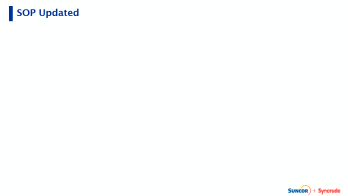 SOP Updated
SUNCOR + Syncrude